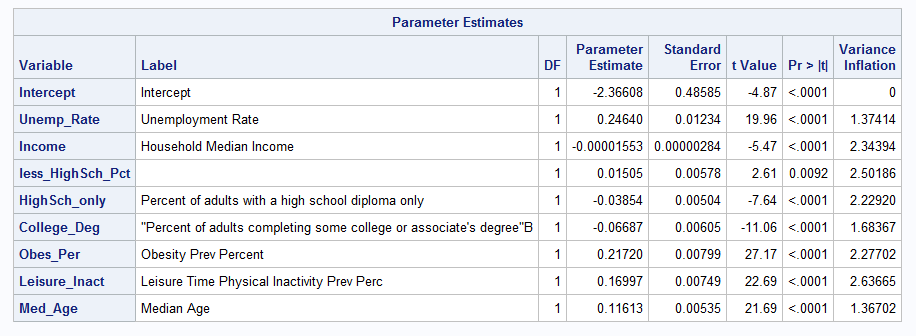 Parameter Estimates
Variable Label DF Parameter Estimate Standard Error t Value Pr > |t| Variance Inflation
Intercept Intercept 1 -2.36608 0.48585 -4.87 <.0001 0
Unemp_Rate Unemployment Rate 1 0.24640 0.01234 19.96 <.0001 1.37414
Income Household Median Income 1 -0.00001553 0.00000284 -5.47 <.0001 2.34394
less_HighSch_Pct 1 0.01505 0.00578 2.61 0.0092 2.50186
HighSch_only Percent of adults with a high school diploma only 1 -0.03854 0.00504 -7.64 <.0001 2.22920
College_Deg "Percent of adults completing some college or associate's degree"B 1 -0.06687 0.00605 -11.06 <.0001 1.68367
Obes_Per Obesity Prev Percent 1 0.21720 0.00799 27.17 <.0001 2.27702
Leisure_Inact Leisure Time Physical Inactivity Prev Perc 1 0.16997 0.00749 22.69 <.0001 2.63665
Med_Age Median Age 1 0.11613 0.00535 21.69 <.0001 1.36702